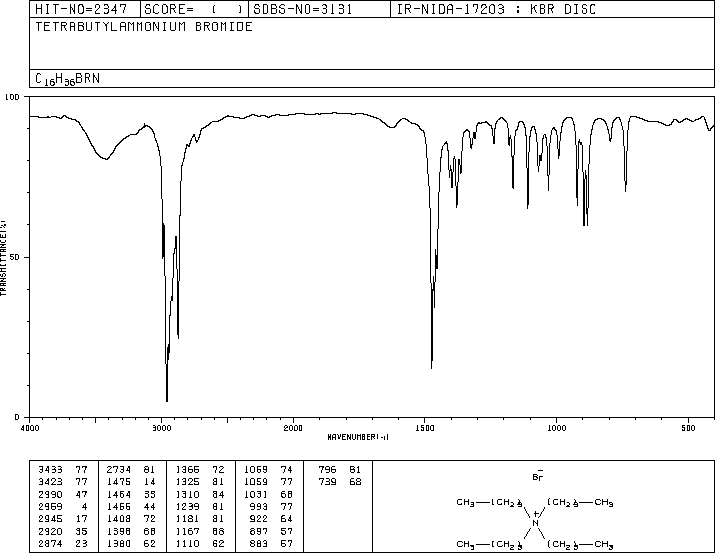 HIT-NO=2347 SCORE= ( ) SDBS-NO=3131 IR-NIDA-17203 : KBR DISC
TETRABUTYLAMMONIUM BROMIDE
C16H36BRN
100
50
0
TRANSMITTANCE(%)
4000 3000 2000 1500 1000 500
WAVENUMBER(-1)
3433 77 2734 81 1366 72 1069 74 796 81
3423 77 1475 14 1325 81 1059 77 739 68
2990 47 1464 33 1310 84 1031 68
2969 4 1456 44 1239 81 993 77
2945 17 1408 72 1181 81 922 64
2920 35 1398 68 1167 68 897 57
2874 23 1380 62 1110 62 883 57
Br−
CH3—(CH2)3 (CH2)3—CH3
N+
CH3—(CH2)3 (CH2)3—CH3